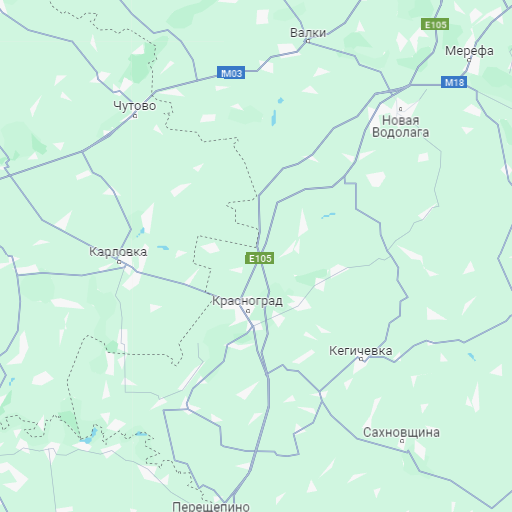 E105
Валки
Мерефа
M03
M18
Чутово
Новая
Водолага
Карловка
E105
Красноград
Кегичевка
Сахновщина
Перещепино